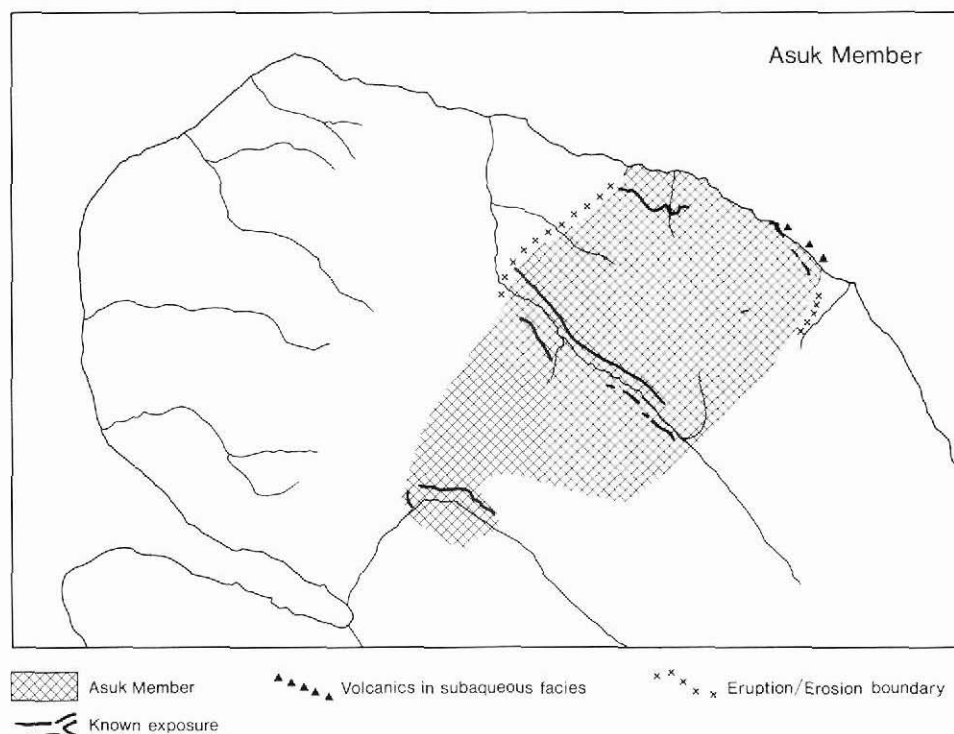 Asuk Member
Asuk Member
Volcanics in subaqueous facies
Eruption/Erosion boundary
Known exposure